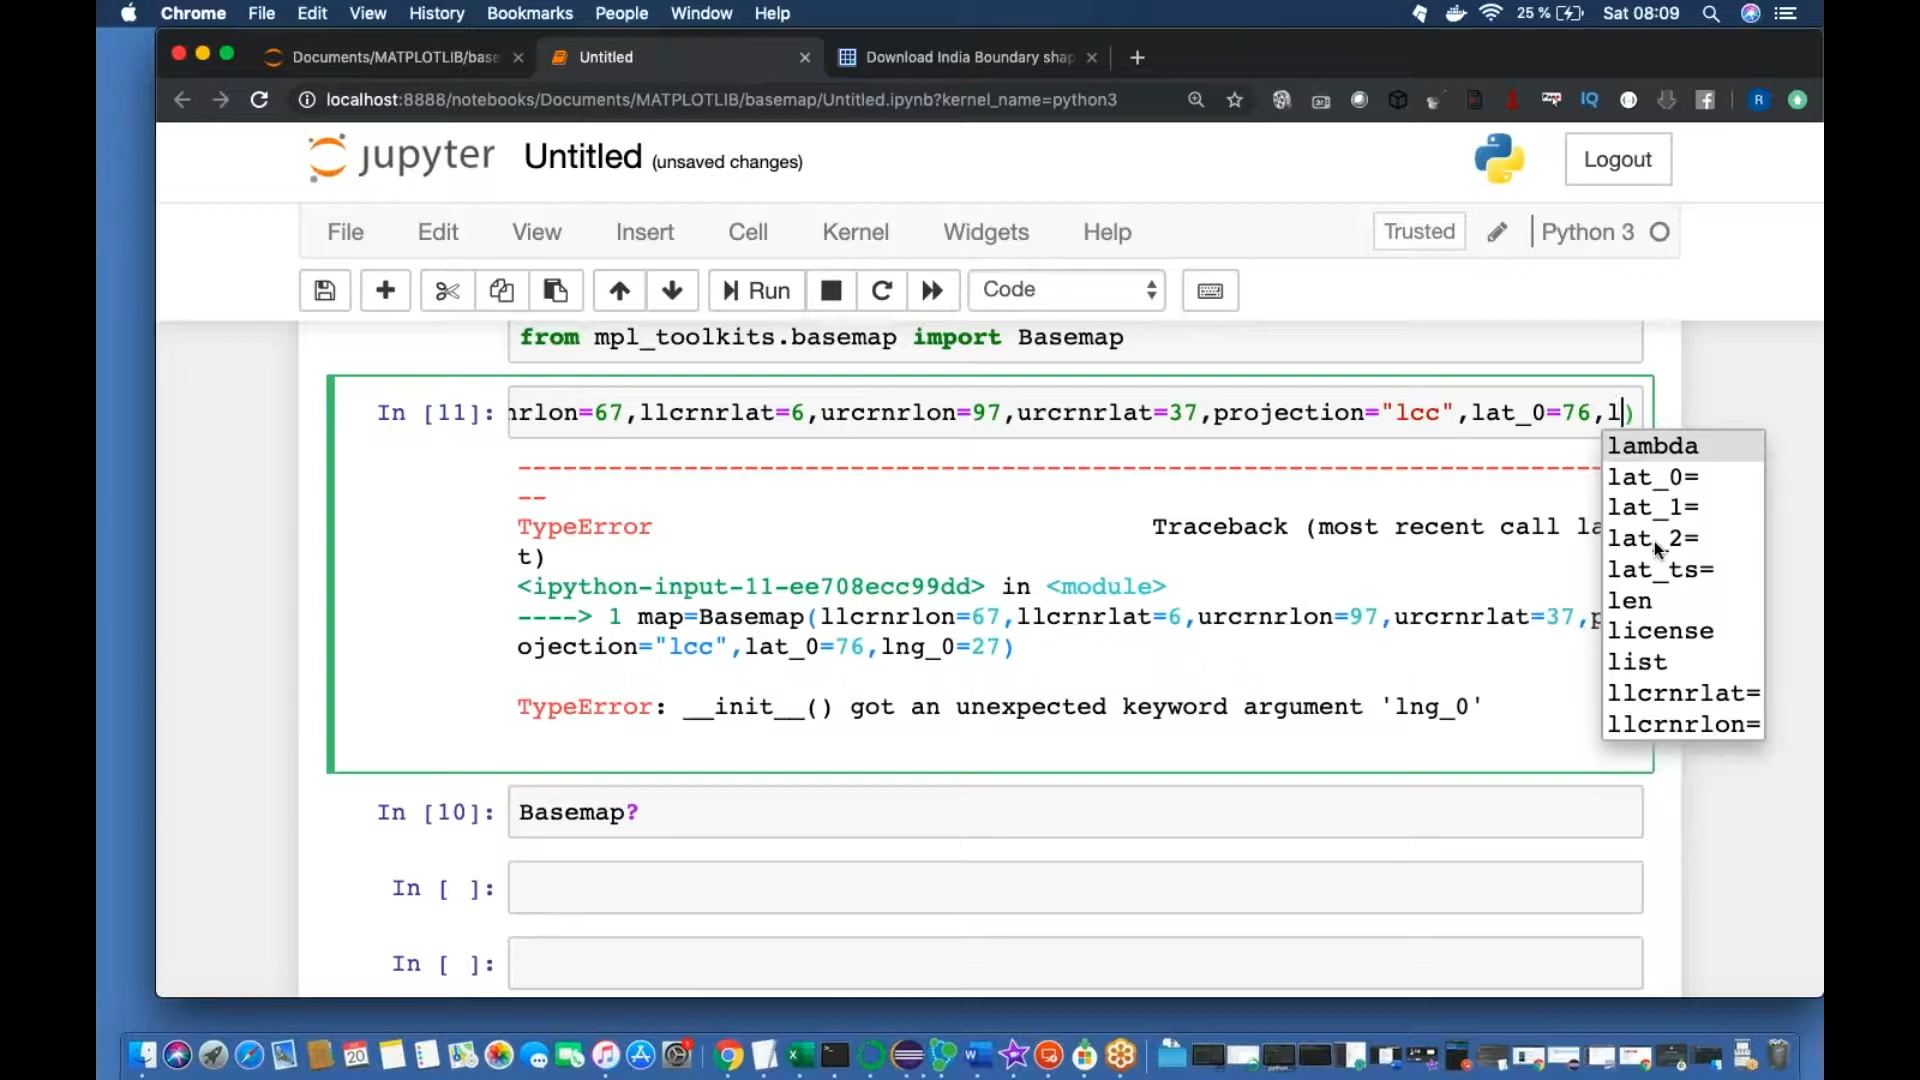 Chrome File Edit View History Bookmarks People Window Help 25 % Sat 08:09
Documents/MATPLOTLIB/base Untitled Download India Boundary shap
localhost:8888/notebooks/Documents/MATPLOTLIB/basemap/Untitled.ipynb?kernel_name=python3
jupyter Untitled (unsaved changes) Logout
File Edit View Insert Cell Kernel Widgets Help Trusted Python 3
Run Code
from mpl_toolkits.basemap import Basemap
In [11]: nrlon=67,llcrnrlat=6,urcrnrlon=97,urcrnrlat=37,projection="lcc",lat_0=76,l)
lambda
lat_0=
lat_1=
lat_2=
lat_ts=
len
license
list
llcrnrlat=
llcrnrlon=
---------------------------------------------------------------------------
--
TypeError Traceback (most recent call la
t)
<ipython-input-11-ee708ecc99dd> in <module>
----> 1 map=Basemap(llcrnrlon=67,llcrnrlat=6,urcrnrlon=97,urcrnrlat=37,p
ojection="lcc",lat_0=76,lng_0=27)
TypeError: __init__() got an unexpected keyword argument 'lng_0'
In [10]: Basemap?
In [ ]:
In [ ]: